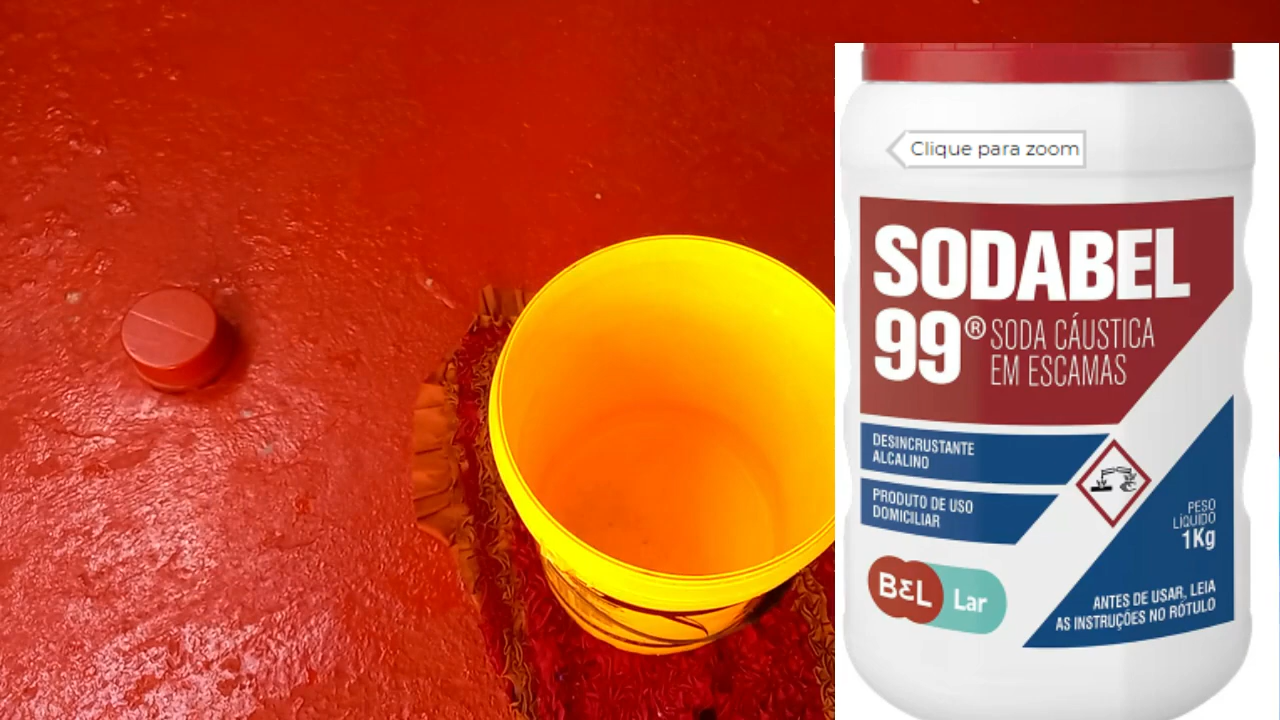 Clique para zoom
SODABEL
99® SODA CÁUSTICA
EM ESCAMAS
DESINCRUSTANTE
ALCALINO
PRODUTO DE USO
DOMICILIAR
PESO
LÍQUIDO
1Kg
BƐL Lar
ANTES DE USAR, LEIA
AS INSTRUÇÕES NO RÓTULO